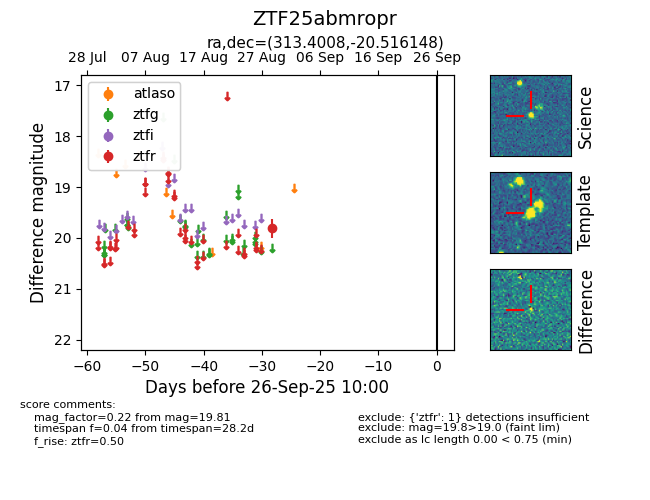 ZTF25abmropr
ra,dec=(313.4008,-20.516148)
28 Jul 07 Aug 17 Aug 27 Aug 06 Sep 16 Sep 26 Sep
17
18
19
20
21
22
Difference magnitude
atlaso
ztfg
ztfi
ztfr
−60 −50 −40 −30 −20 −10 0
Days before 26-Sep-25 10:00
Science
Template
Difference
score comments:
mag_factor=0.22 from mag=19.81
timespan f=0.04 from timespan=28.2d
f_rise: ztfr=0.50
exclude: {'ztfr': 1} detections insufficient
exclude: mag=19.8>19.0 (faint lim)
exclude as lc length 0.00 < 0.75 (min)